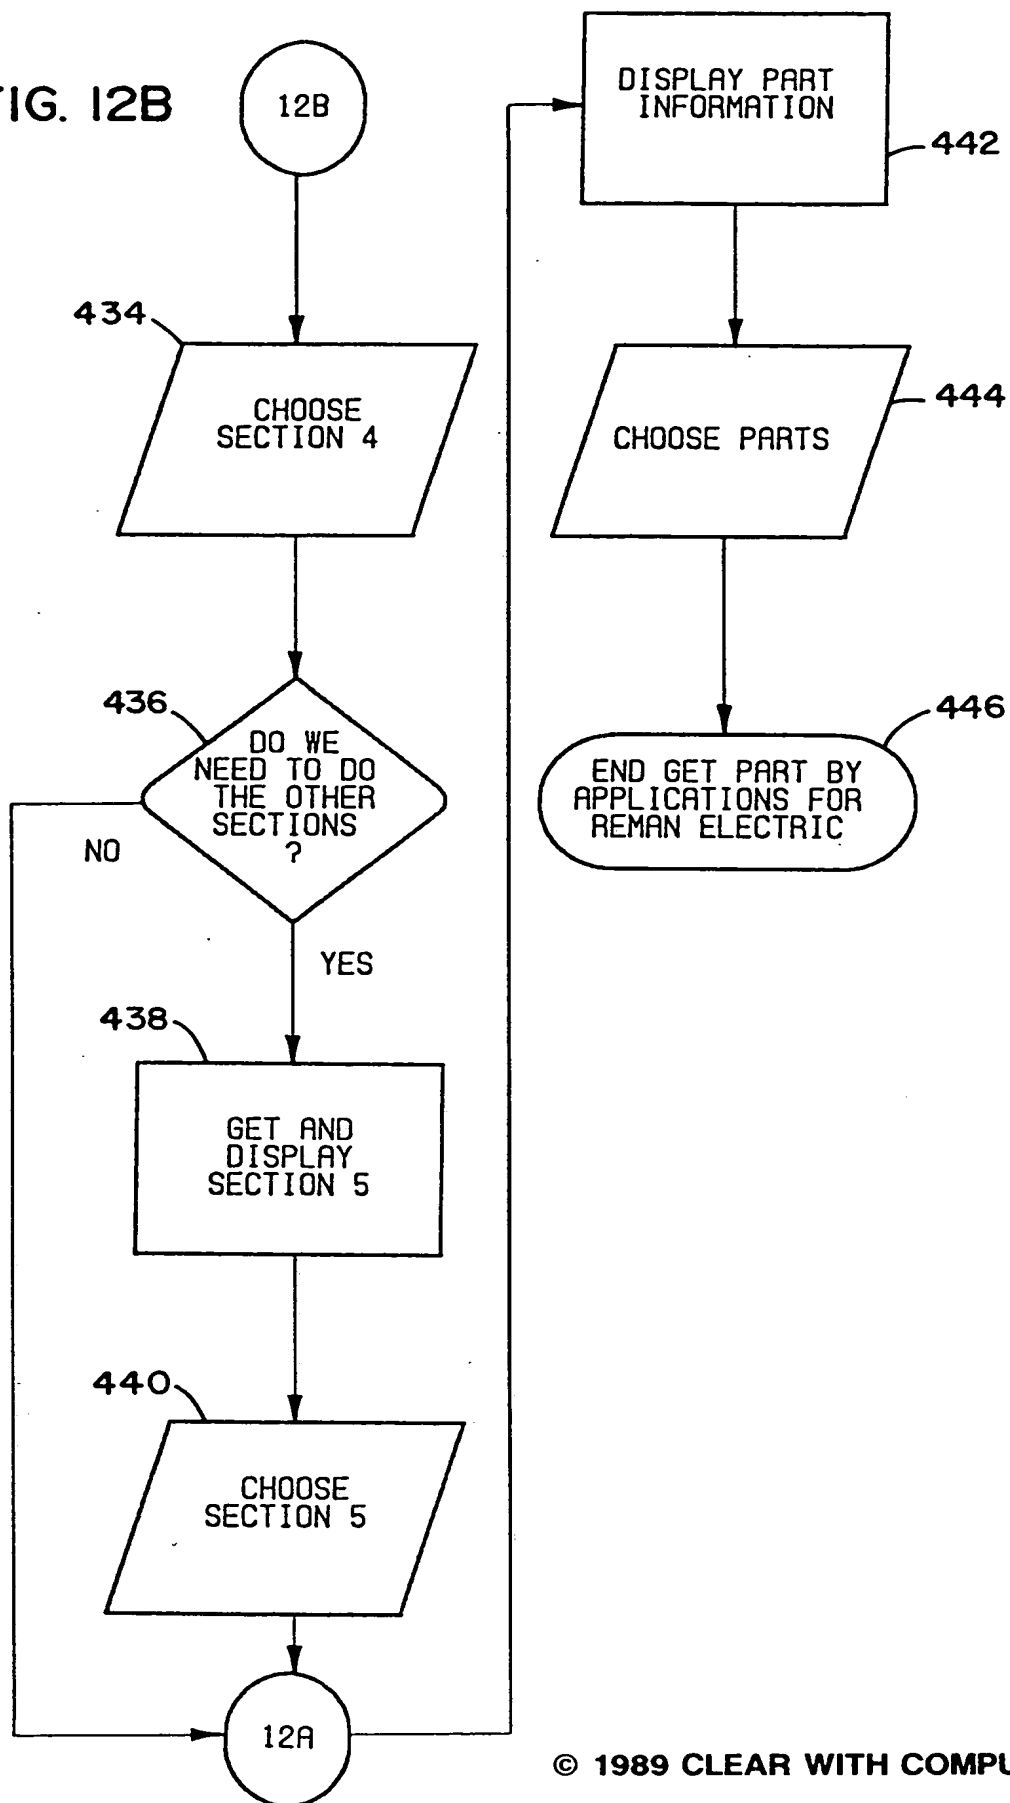 FIG. 12B
12B
434
CHOOSE
SECTION 4
436
DO WE
NEED TO DO
THE OTHER
SECTIONS
?
NO
YES
438
GET AND
DISPLAY
SECTION 5
440
CHOOSE
SECTION 5
12A
DISPLAY PART
INFORMATION
442
444
CHOOSE PARTS
446
END GET PART BY
APPLICATIONS FOR
REMAN ELECTRIC
© 1989 CLEAR WITH